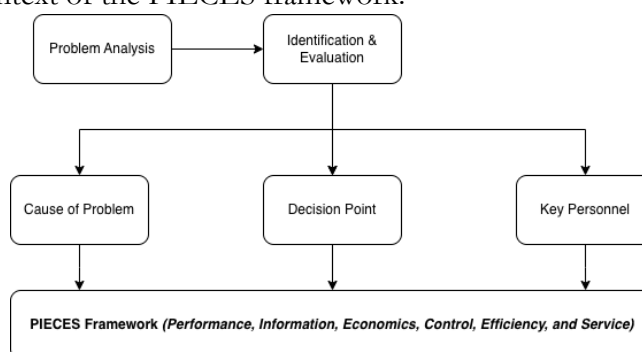 context of the PIECES framework.
Problem Analysis
Identification &
Evaluation
Cause of Problem
Decision Point
Key Personnel
PIECES Framework (Performance, Information, Economics, Control, Efficiency, and Service)